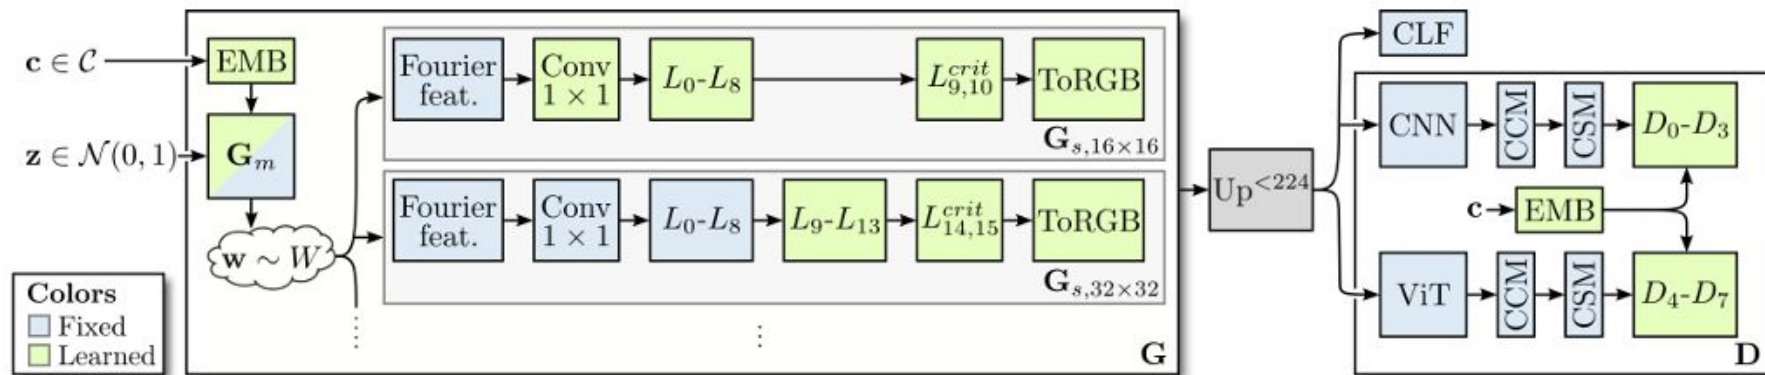 c ∈ C
EMB
z ∈ N(0, 1)
G_m
w ∼ W
Colors
Fixed
Learned
Fourier feat.
Conv 1 × 1
L_0-L_8
L^{crit}_{9,10}
ToRGB
G_{s,16×16}
Fourier feat.
Conv 1 × 1
L_0-L_8
L_9-L_{13}
L^{crit}_{14,15}
ToRGB
G_{s,32×32}
⋮
⋮
G
Up^{<224}
CLF
CNN
CCM
CSM
D_0-D_3
c
EMB
ViT
CCM
CSM
D_4-D_7
D